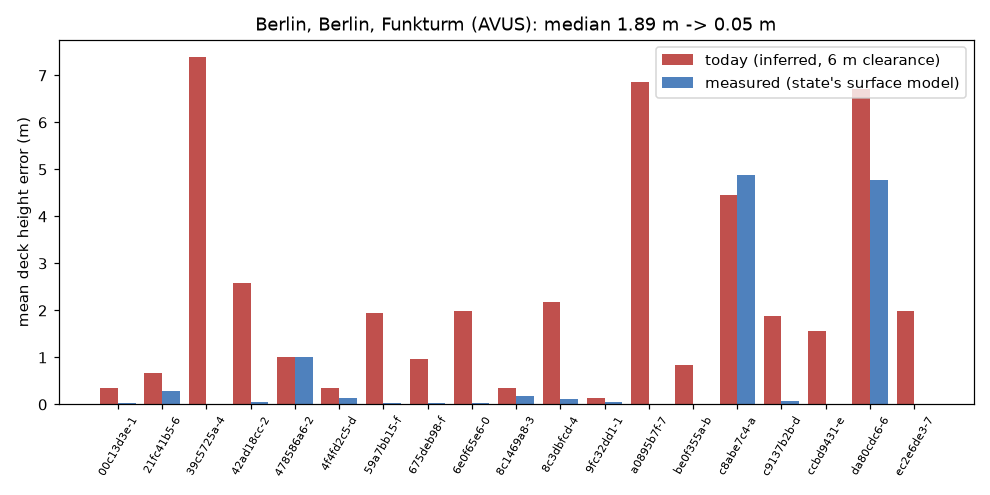 Berlin, Berlin, Funkturm (AVUS): median 1.89 m -> 0.05 m
today (inferred, 6 m clearance)
measured (state's surface model)
mean deck height error (m)
7
6
5
4
3
2
1
0
00c13d3e-1
21fc41b5-6
39c5725a-4
42ad18cc-2
478586a6-2
4f4fd2c5-d
59a7bb15-f
675deb98-f
6e0f65e6-0
8c1469a8-3
8c3dbfcd-4
9fc32dd1-1
a0895b7f-7
be0f355a-b
c8abe7c4-a
c9137b2b-d
ccbd9431-e
da80cdc6-6
ec2e6de3-7